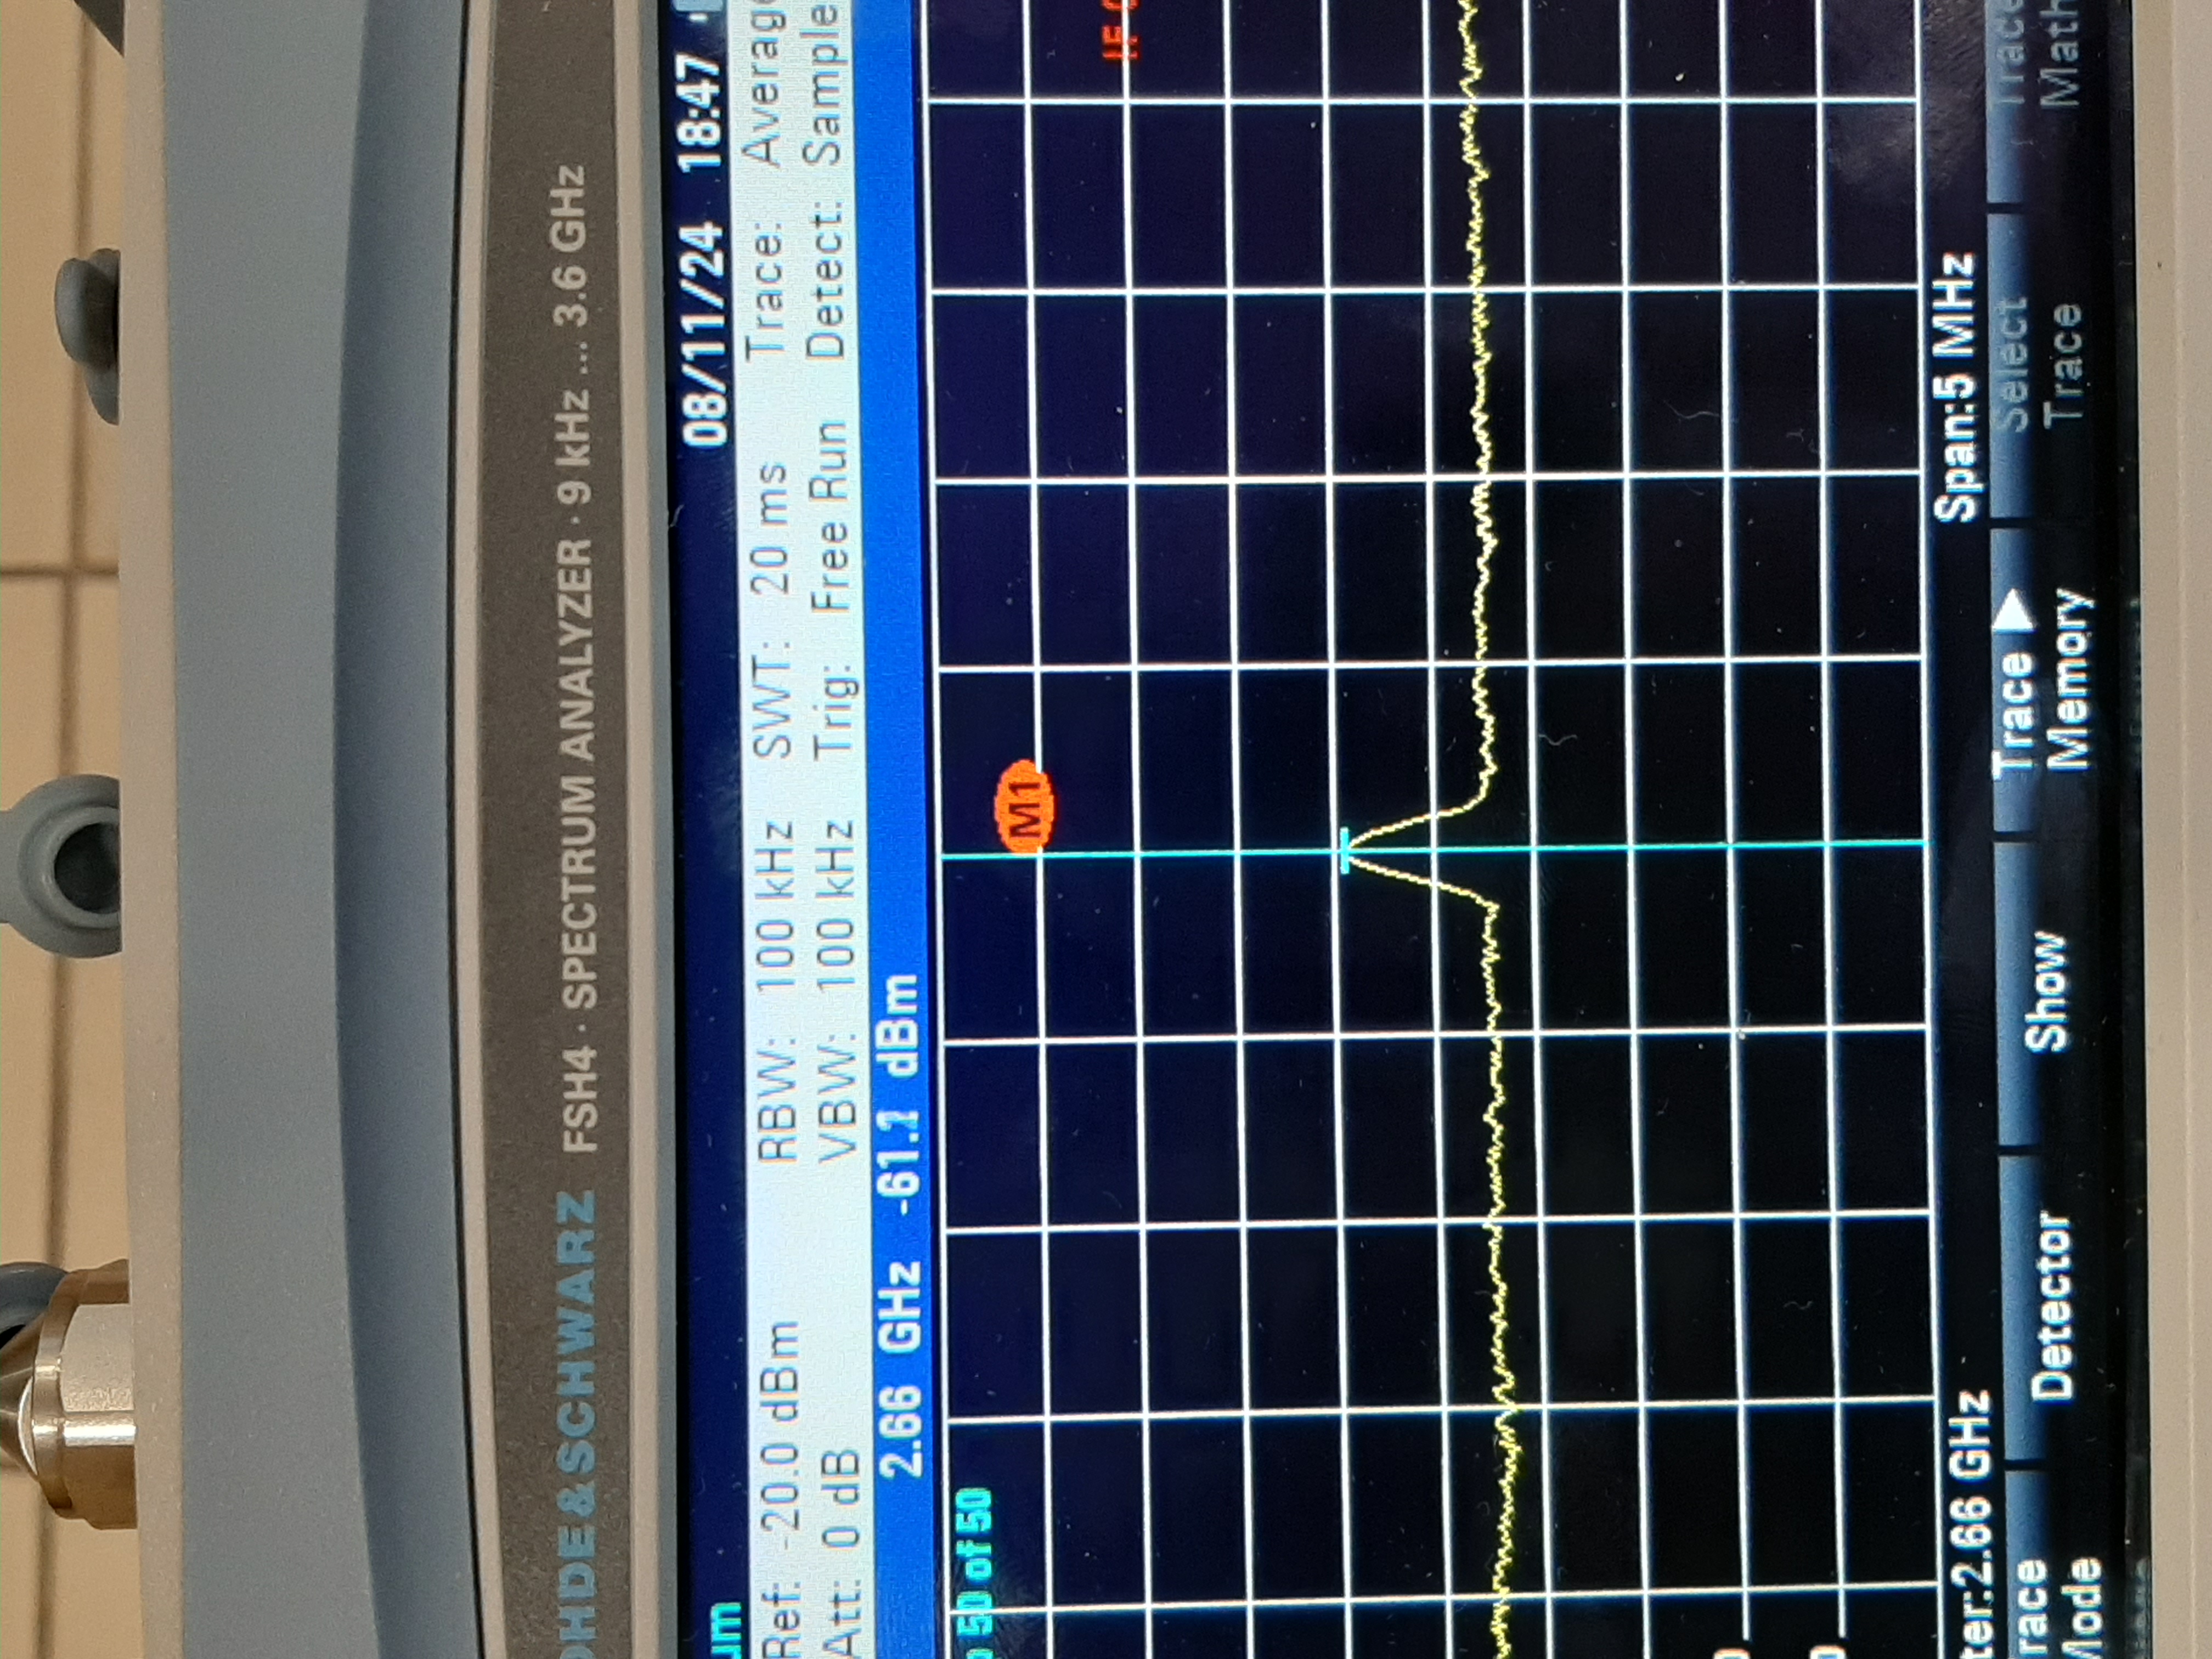 ROHDE & SCHWARZ FSH4 · SPECTRUM ANALYZER · 9 kHz ... 3.6 GHz
08/11/24 18:47
Ref: -20.0 dBm RBW: 100 kHz SWT: 20 ms Trace: Average
Att: 0 dB VBW: 100 kHz Trig: Free Run Detect: Sample
2.66 GHz dBm
50 of 50
M1
2.66 GHz Span:5 MHz
Trace Detector Show Trace Select Trace
Mode Memory Trace Math